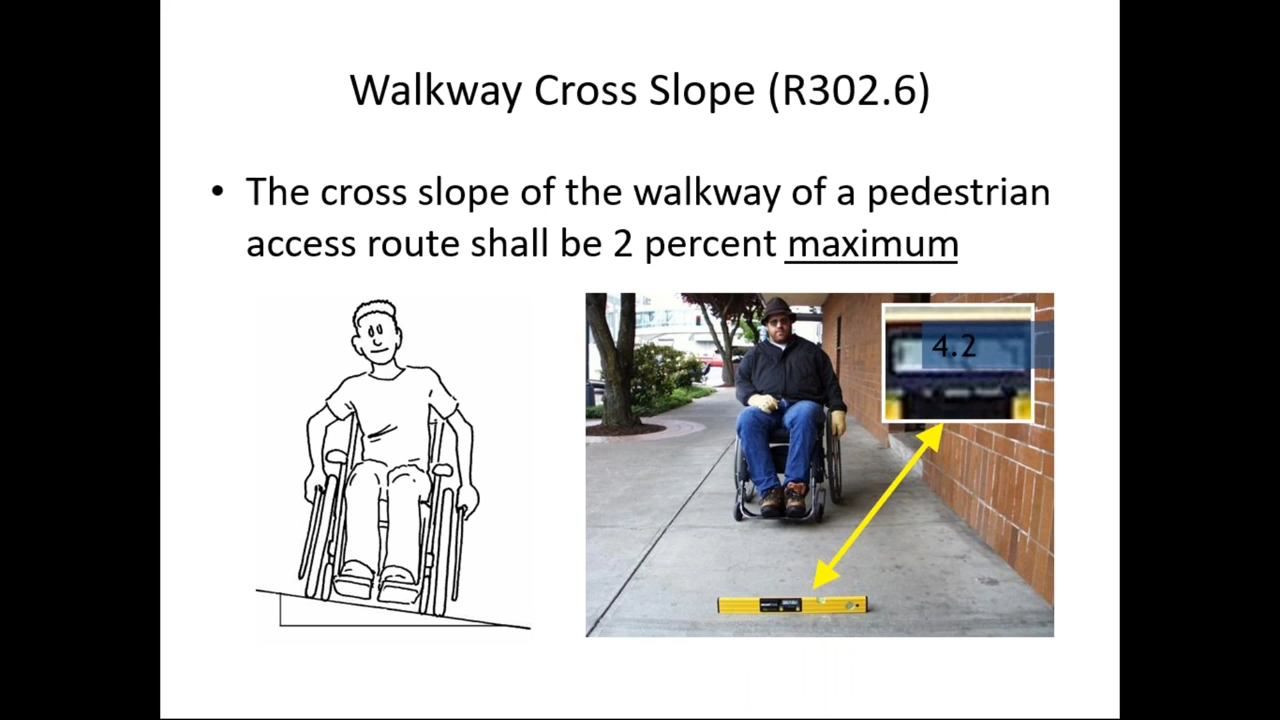 Walkway Cross Slope (R302.6)
• The cross slope of the walkway of a pedestrian
access route shall be 2 percent maximum
4.2